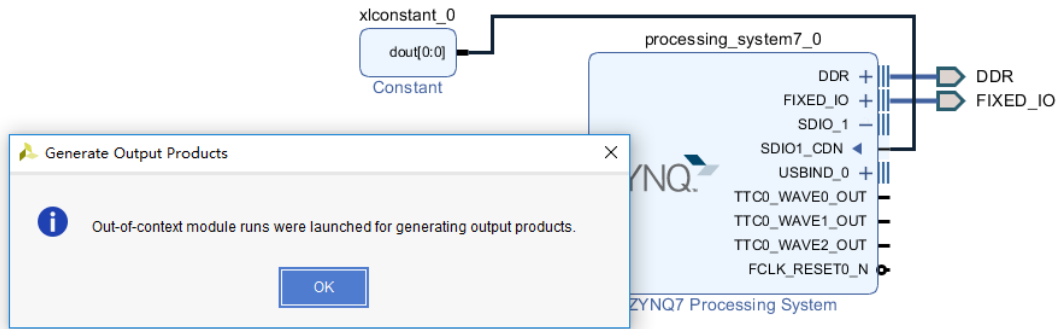 xlconstant_0
dout[0:0]
Constant
processing_system7_0
DDR
FIXED_IO
SDIO_1
SDIO1_CDN
USBIND_0
TTC0_WAVE0_OUT
TTC0_WAVE1_OUT
TTC0_WAVE2_OUT
FCLK_RESET0_N
ZYNQ7 Processing System
DDR
FIXED_IO
Generate Output Products
Out-of-context module runs were launched for generating output products.
OK